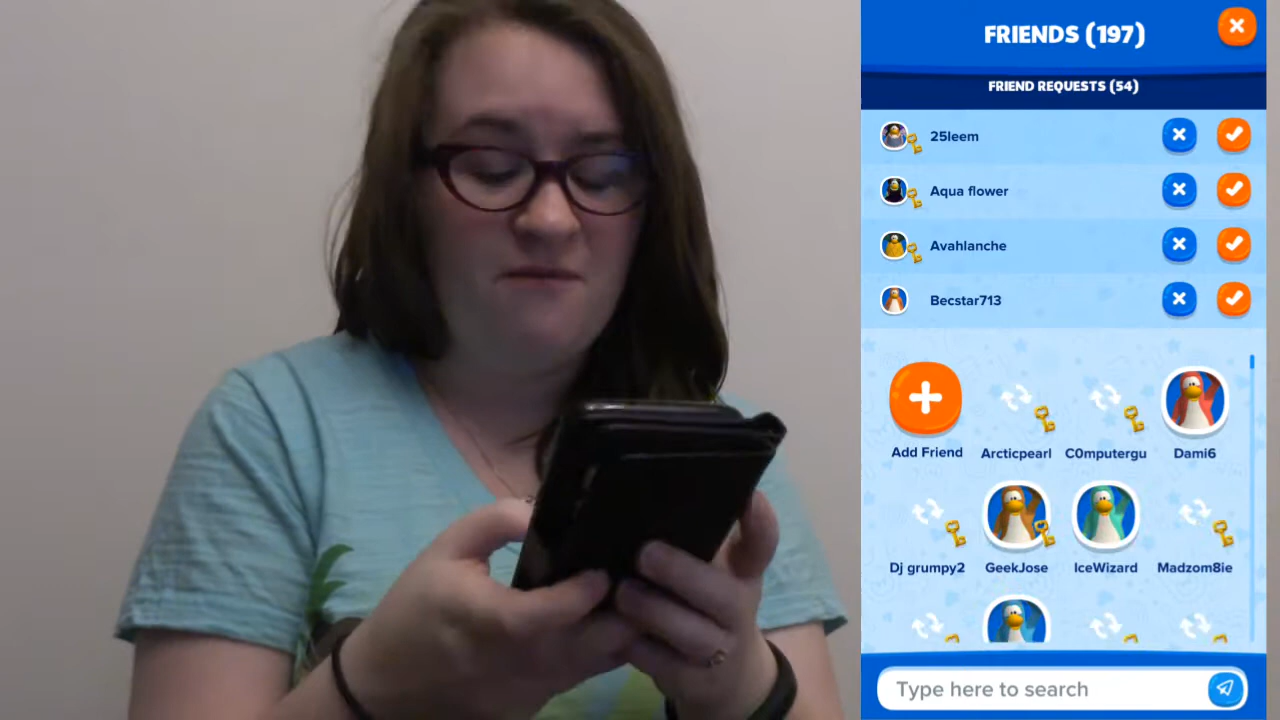 FRIENDS (197)
FRIEND REQUESTS (54)
25leem
Aqua flower
Avahlanche
Becstar713
Add Friend
Arcticpearl
C0mputergu
Dami6
Dj grumpy2
GeekJose
IceWizard
Madzom8ie
Type here to search